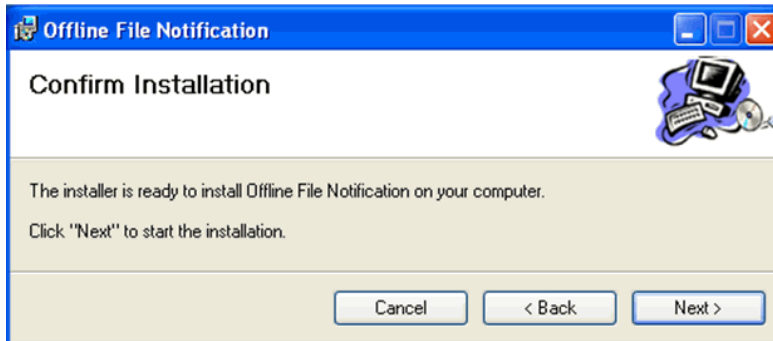 Offline File Notification
Confirm Installation
The installer is ready to install Offline File Notification on your computer.
Click "Next" to start the installation.
Cancel
< Back
Next >